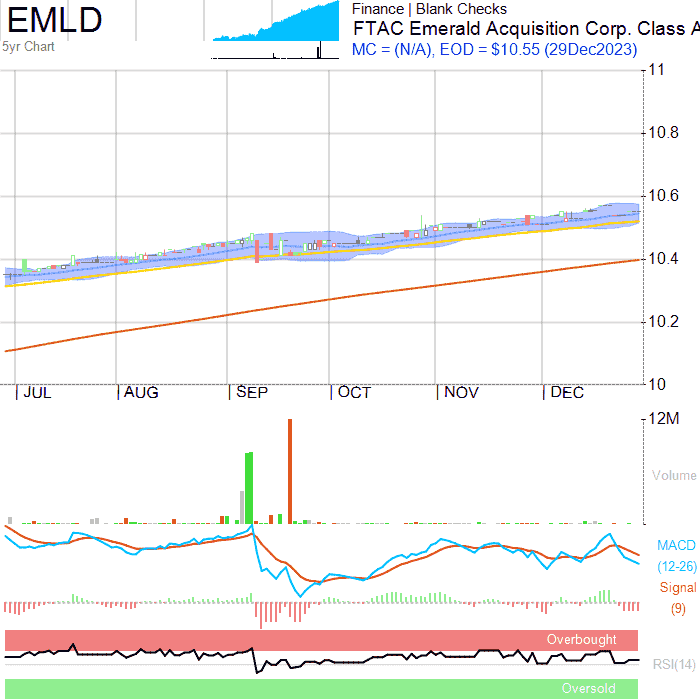 EMLD
5yr Chart
Finance | Blank Checks
FTAC Emerald Acquisition Corp. Class A
MC = (N/A), EOD = $10.55 (29Dec2023)
11
10.8
10.6
10.4
10.2
10
JUL
AUG
SEP
OCT
NOV
DEC
12M
Volume
MACD
(12-26)
Signal
(9)
Overbought
RSI(14)
Oversold